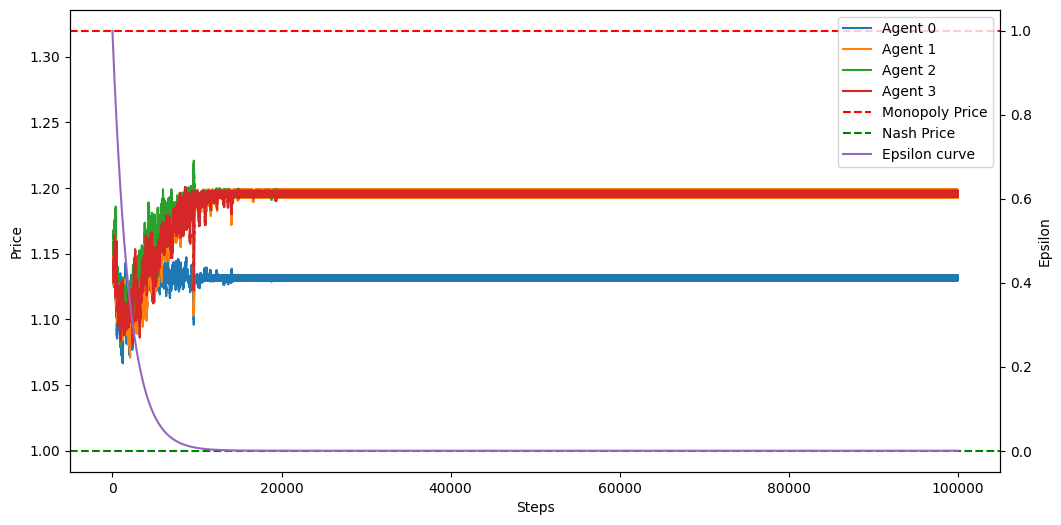 Agent 0
Agent 1
Agent 2
Agent 3
Monopoly Price
Nash Price
Epsilon curve
1.30
1.25
1.20
1.15
1.10
1.05
1.00
Price
1.0
0.8
0.6
0.4
0.2
0.0
Epsilon
0 20000 40000 60000 80000 100000
Steps